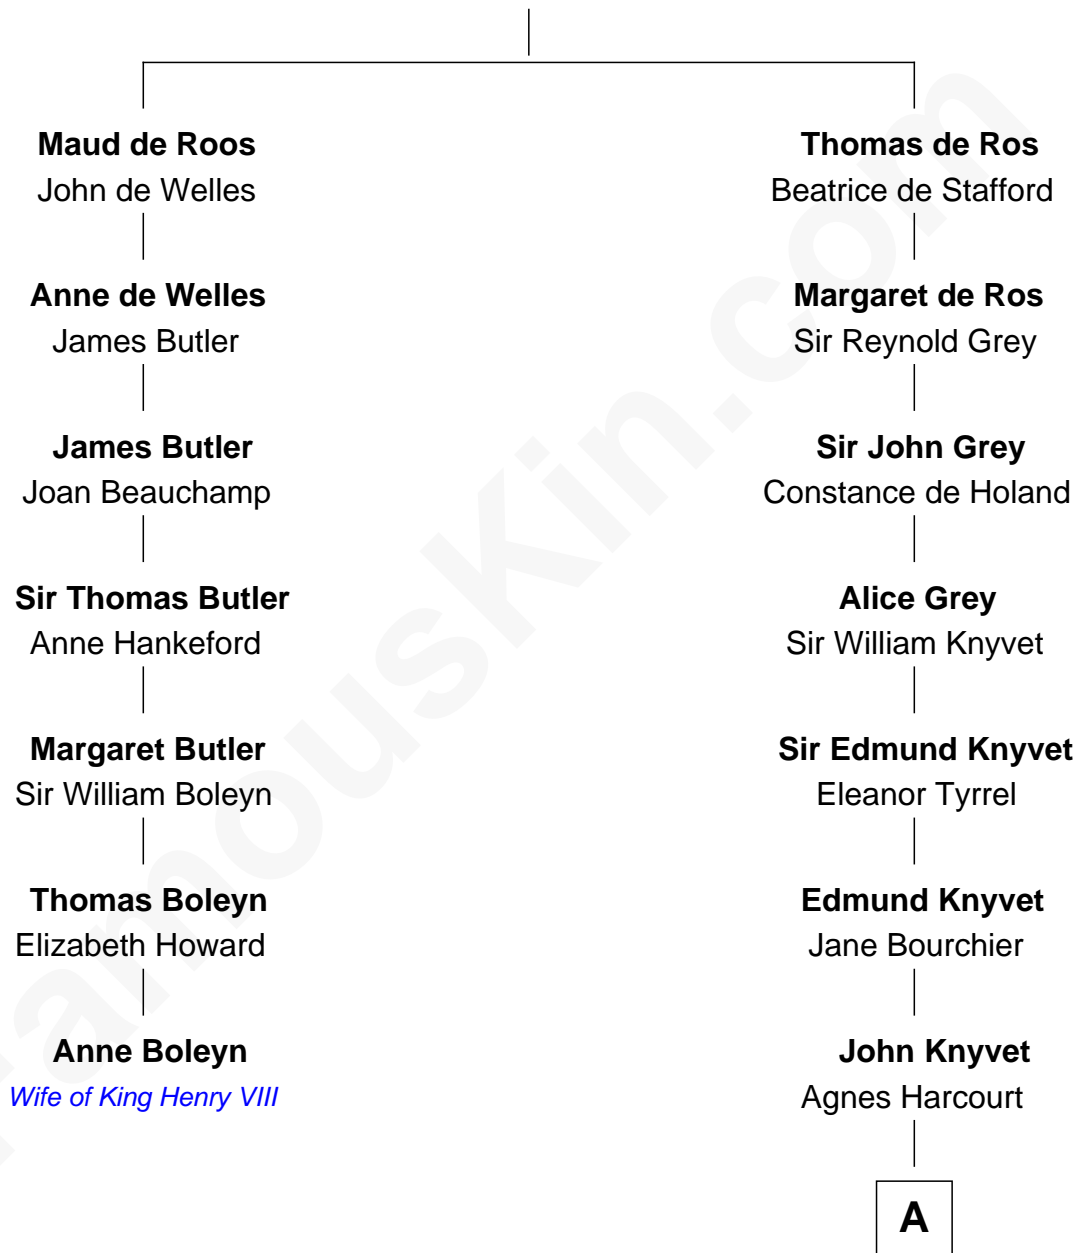 Maud de Roos
John de Welles
Anne de Welles
James Butler
James Butler
Joan Beauchamp
Sir Thomas Butler
Anne Hankeford
Margaret Butler
Sir William Boleyn
Thomas Boleyn
Elizabeth Howard
Anne Boleyn
Wife of King Henry VIII
Thomas de Ros
Beatrice de Stafford
Margaret de Ros
Sir Reynold Grey
Sir John Grey
Constance de Holand
Alice Grey
Sir William Knyvet
Sir Edmund Knyvet
Eleanor Tyrrel
Edmund Knyvet
Jane Bourchier
John Knyvet
Agnes Harcourt
A
FamousKin.com